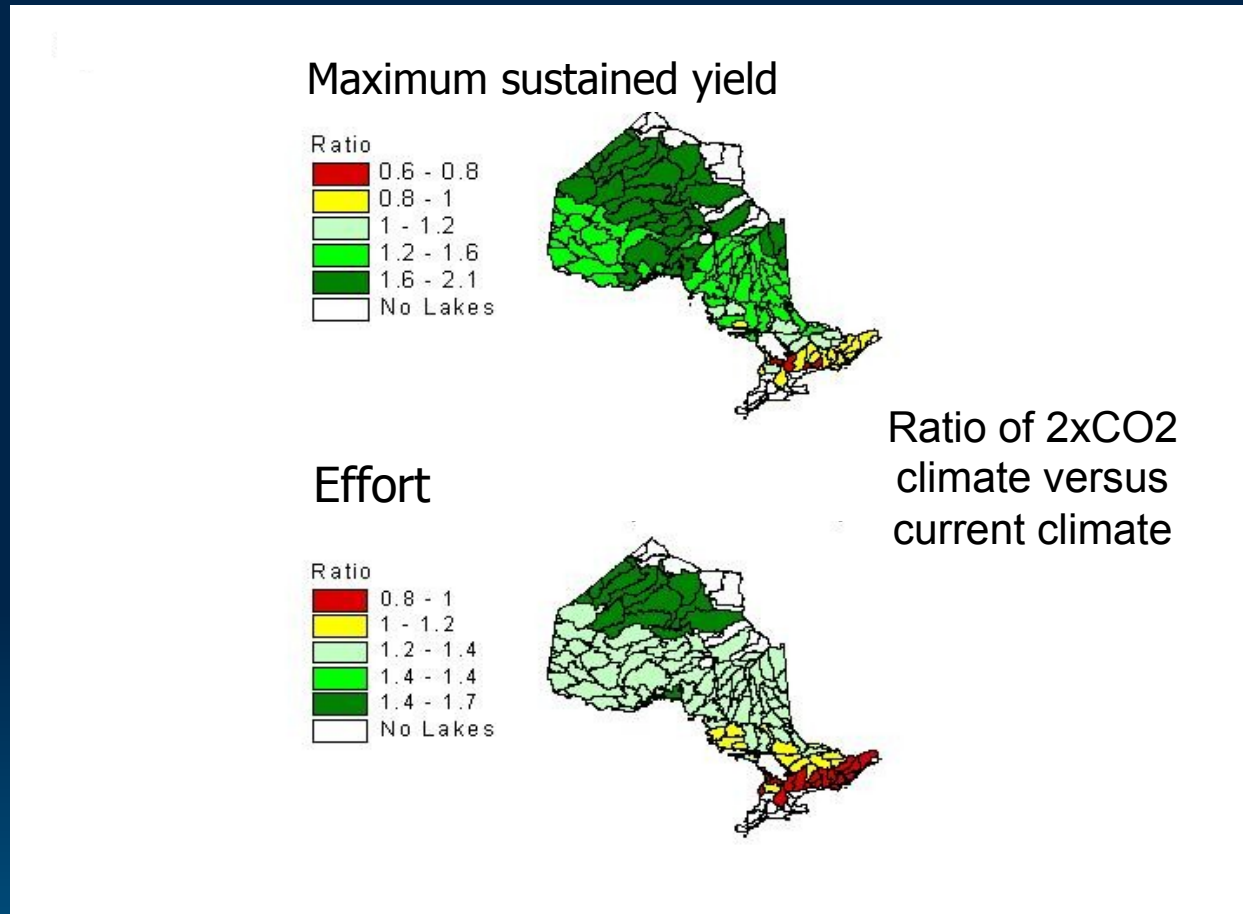 Maximum sustained yield
Ratio
0.6 - 0.8
0.8 - 1
1 - 1.2
1.2 - 1.6
1.6 - 2.1
No Lakes
Ratio of 2xCO2
climate versus
current climate
Effort
Ratio
0.8 - 1
1 - 1.2
1.2 - 1.4
1.4 - 1.4
1.4 - 1.7
No Lakes